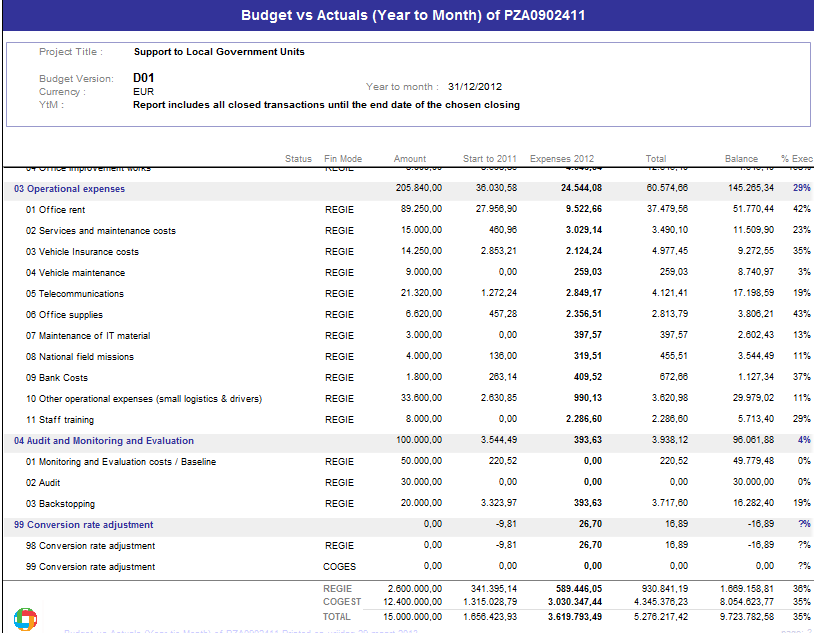 Budget vs Actuals (Year to Month) of PZA0902411
Project Title : Support to Local Government Units
Budget Version: D01
Year to month : 31/12/2012
Currency : EUR
YtM : Report includes all closed transactions until the end date of the chosen closing
Status Fin Mode Amount Start to 2011 Expenses 2012 Total Balance % Exec
04 Office improvement works REGIE
03 Operational expenses 205.840,00 36.030,58 24.544,08 60.574,66 145.265,34 29%
01 Office rent REGIE 89.250,00 27.956,90 9.522,66 37.479,56 51.770,44 42%
02 Services and maintenance costs REGIE 15.000,00 460,96 3.029,14 3.490,10 11.509,90 23%
03 Vehicle Insurance costs REGIE 14.250,00 2.853,21 2.124,24 4.977,45 9.272,55 35%
04 Vehicle maintenance REGIE 9.000,00 0,00 259,03 259,03 8.740,97 3%
05 Telecommunications REGIE 21.320,00 1.272,24 2.849,17 4.121,41 17.198,59 19%
06 Office supplies REGIE 6.620,00 457,28 2.356,51 2.813,79 3.806,21 43%
07 Maintenance of IT material REGIE 3.000,00 0,00 397,57 397,57 2.602,43 13%
08 National field missions REGIE 4.000,00 136,00 319,51 455,51 3.544,49 11%
09 Bank Costs REGIE 1.800,00 263,14 409,52 672,66 1.127,34 37%
10 Other operational expenses (small logistics & drivers) REGIE 33.600,00 2.630,85 990,13 3.620,98 29.979,02 11%
11 Staff training REGIE 8.000,00 0,00 2.286,60 2.286,60 5.713,40 29%
04 Audit and Monitoring and Evaluation 100.000,00 3.544,49 393,63 3.938,12 96.061,88 4%
01 Monitoring and Evaluation costs / Baseline REGIE 50.000,00 220,52 0,00 220,52 49.779,48 0%
02 Audit REGIE 30.000,00 0,00 0,00 0,00 30.000,00 0%
03 Backstopping REGIE 20.000,00 3.323,97 393,63 3.717,60 16.282,40 19%
99 Conversion rate adjustment 0,00 -9,81 26,70 16,89 -16,89 ?%
98 Conversion rate adjustment REGIE 0,00 -9,81 26,70 16,89 -16,89 ?%
99 Conversion rate adjustment COGES 0,00 0,00 0,00 0,00 0,00 ?%
REGIE 2.600.000,00 341.395,14 589.446,05 930.841,19 1.669.158,81 36%
COGEST 12.400.000,00 1.315.028,79 3.030.347,44 4.345.376,23 8.054.623,77 35%
TOTAL 15.000.000,00 1.656.423,93 3.619.793,49 5.276.217,42 9.723.782,58 35%